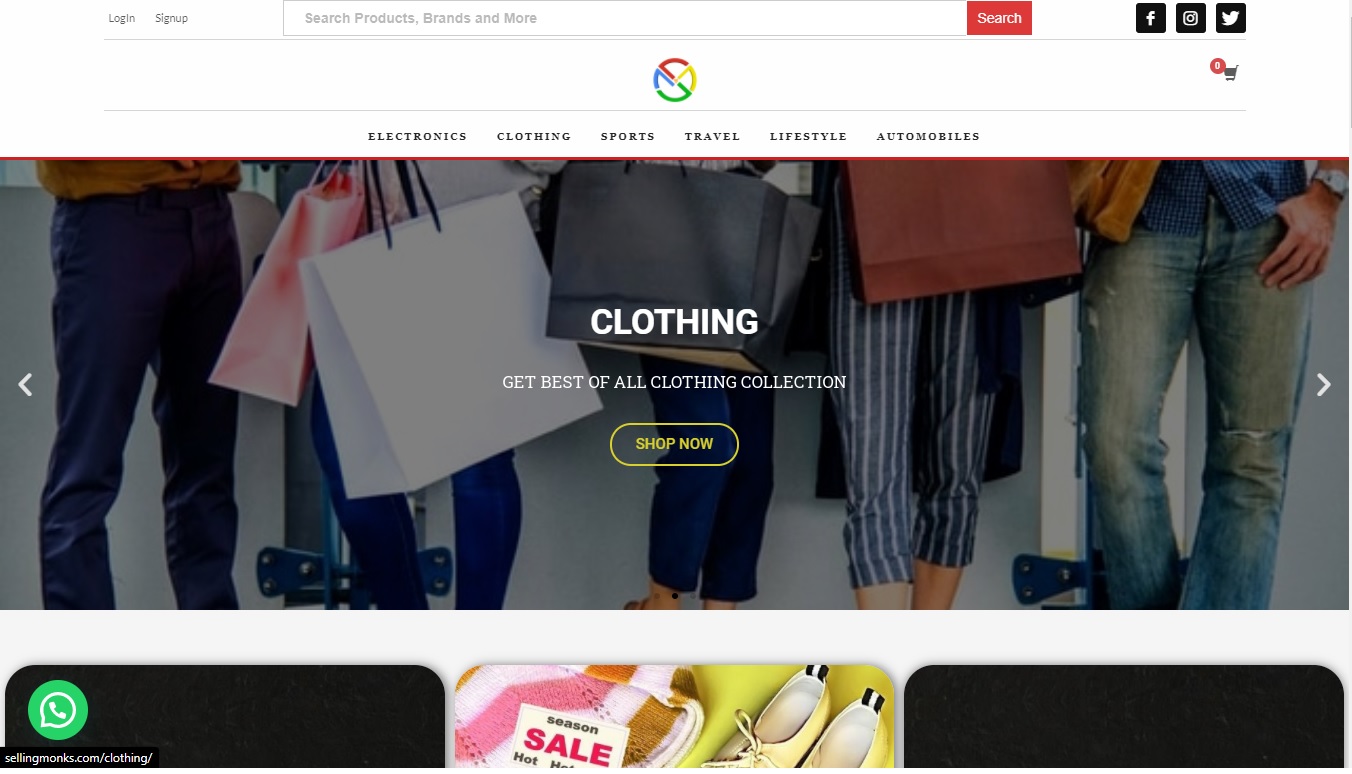 LogIn Signup Search Products, Brands and More Search
0
ELECTRONICS CLOTHING SPORTS TRAVEL LIFESTYLE AUTOMOBILES
CLOTHING
GET BEST OF ALL CLOTHING COLLECTION
SHOP NOW
season
SALE
Hot
sellingmonks.com/clothing/